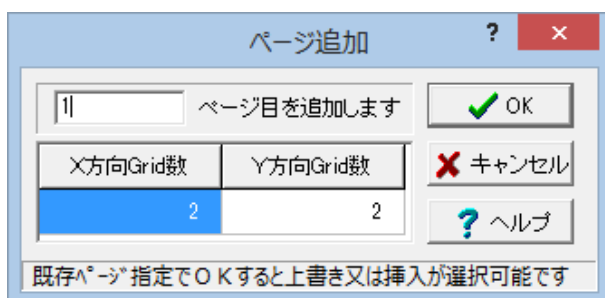 ページ追加
?
×
1
ページ目を追加します
OK
X方向Grid数
Y方向Grid数
キャンセル
2
2
? ヘルプ
既存ﾍﾟｰｼﾞ指定でOKすると上書き又は挿入が選択可能です